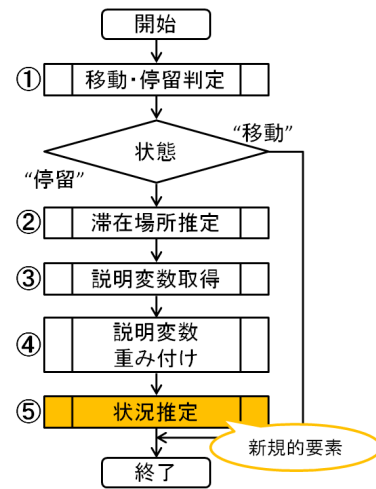 開始
① 移動・停留判定
状態
“移動”
“停留”
② 滞在場所推定
③ 説明変数取得
④ 説明変数
重み付け
⑤ 状況推定
新規的要素
終了